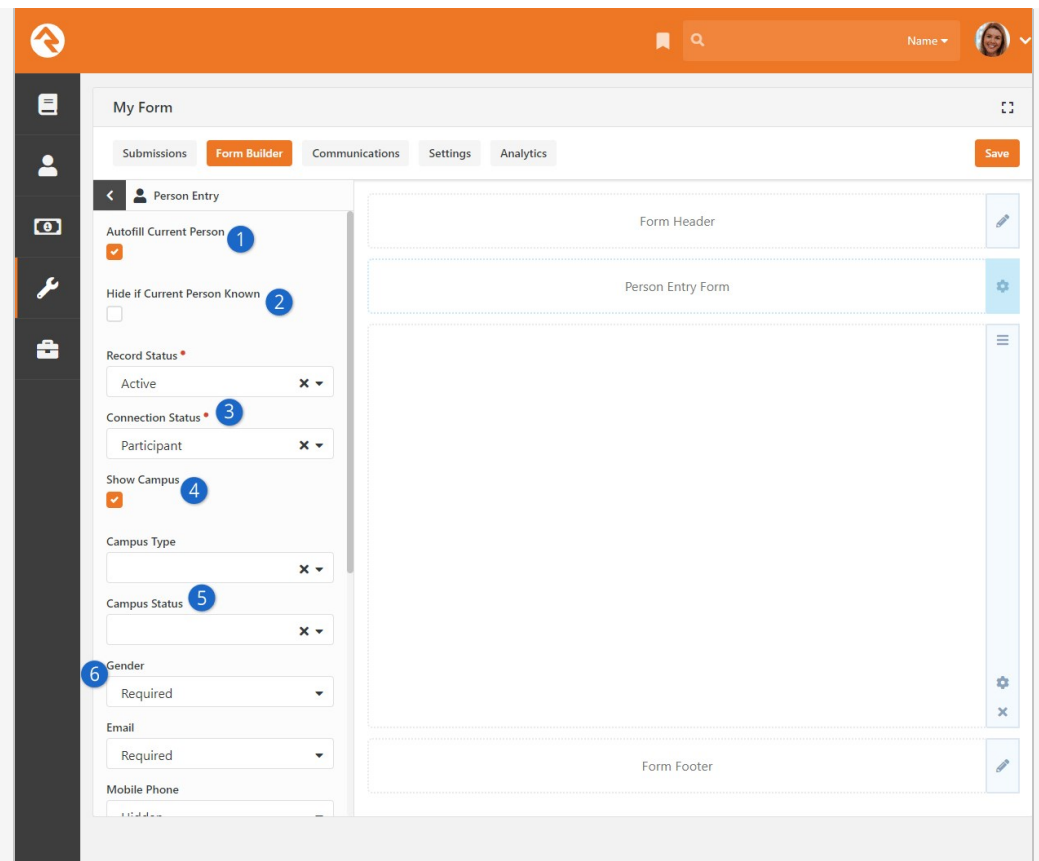 Name
My Form
Submissions Form Builder Communications Settings Analytics Save
Person Entry
Autofill Current Person 1
Hide if Current Person Known 2
Record Status
Active
Connection Status 3
Participant
Show Campus 4
Campus Type
Campus Status 5
6 Gender
Required
Email
Required
Mobile Phone
Hidden
Form Header
Person Entry Form
Form Footer